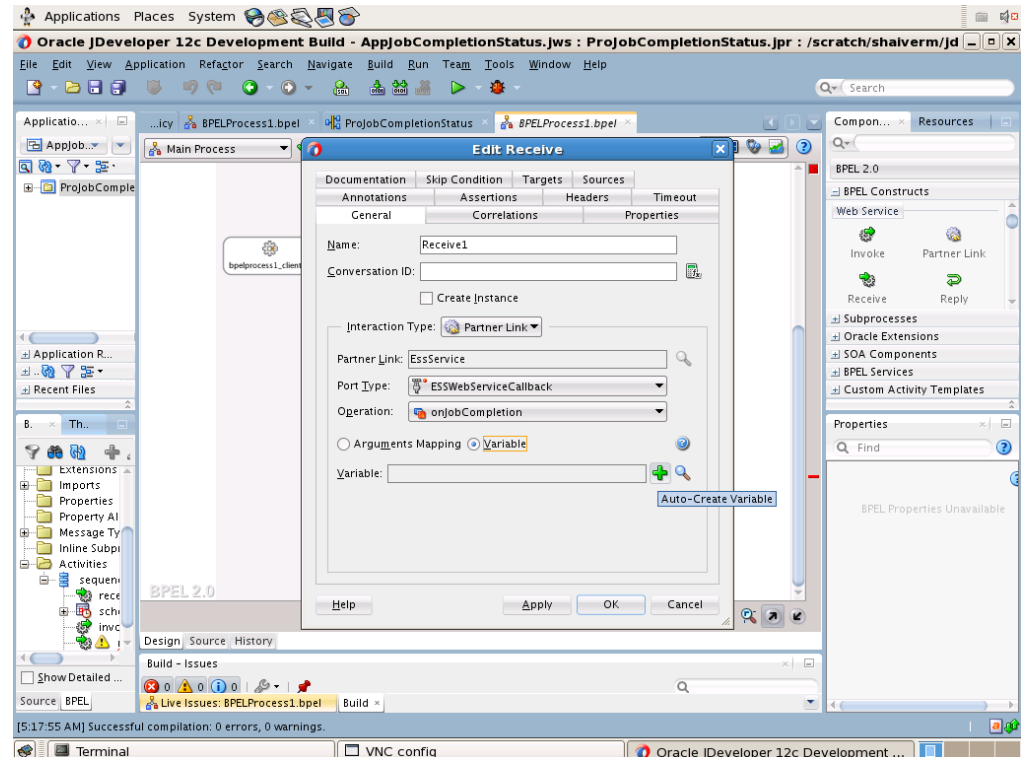 Applications Places System
Oracle JDeveloper 12c Development Build - AppJobCompletionStatus.jws : ProJobCompletionStatus.jpr : /scratch/shaiverm/jd
File Edit View Application Refactor Search Navigate Build Run Team Tools Window Help
Search
Applicatio...
...icy BPELProcess1.bpel ProJobCompletionStatus BPELProcess1.bpel
Compon... Resources
AppJob...
Main Process
Edit Receive
ProJobComple
BPEL 2.0
BPEL Constructs
Web Service
Invoke Partner Link
Receive Reply
Subprocesses
Oracle Extensions
SOA Components
BPEL Services
Custom Activity Templates
bpelprocess1_client
Documentation Skip Condition Targets Sources
Annotations Assertions Headers Timeout
General Correlations Properties
Name: Receive1
Conversation ID:
Create Instance
Interaction Type: Partner Link
Partner Link: EssService
Port Type: ESSWebServiceCallback
Operation: onJobCompletion
Arguments Mapping Variable
Variable:
Auto-Create Variable
Help Apply OK Cancel
Application R...
..
Recent Files
B. Th..
Extensions
Imports
Properties
Property Al
Message Ty
Inline Subpr
Activities
sequen
rece
sch
invc
Show Detailed ...
Source BPEL
BPEL 2.0
Design Source History
Build - Issues
0 0 0
Live Issues: BPELProcess1.bpel Build
Properties
Find
BPEL Properties Unavailable
[5:17:55 AM] Successful compilation: 0 errors, 0 warnings.
Terminal VNC config Oracle JDeveloper 12c Development ...